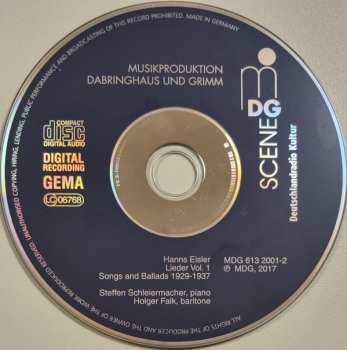 UNAUTHORISED COPYING, HIRING, LENDING, PUBLIC PERFORMANCE AND BROADCASTING OF THIS RECORD PROHIBITED. MADE IN GERMANY
MUSIKPRODUKTION
DABRINGHAUS UND GRIMM
m
DG
SCENE
Deutschlandradio Kultur
COMPACT
disc
DIGITAL AUDIO
DIGITAL
RECORDING
GEMA
LC 06768
Hanns Eisler
Lieder Vol. 1
Songs and Ballads 1929-1937
MDG 613 2001-2
℗ MDG, 2017
Steffen Schleiermacher, piano
Holger Falk, baritone
ALL RIGHTS OF THE PRODUCER AND THE OWNER OF THE WORK REPRODUCED RESERVED.